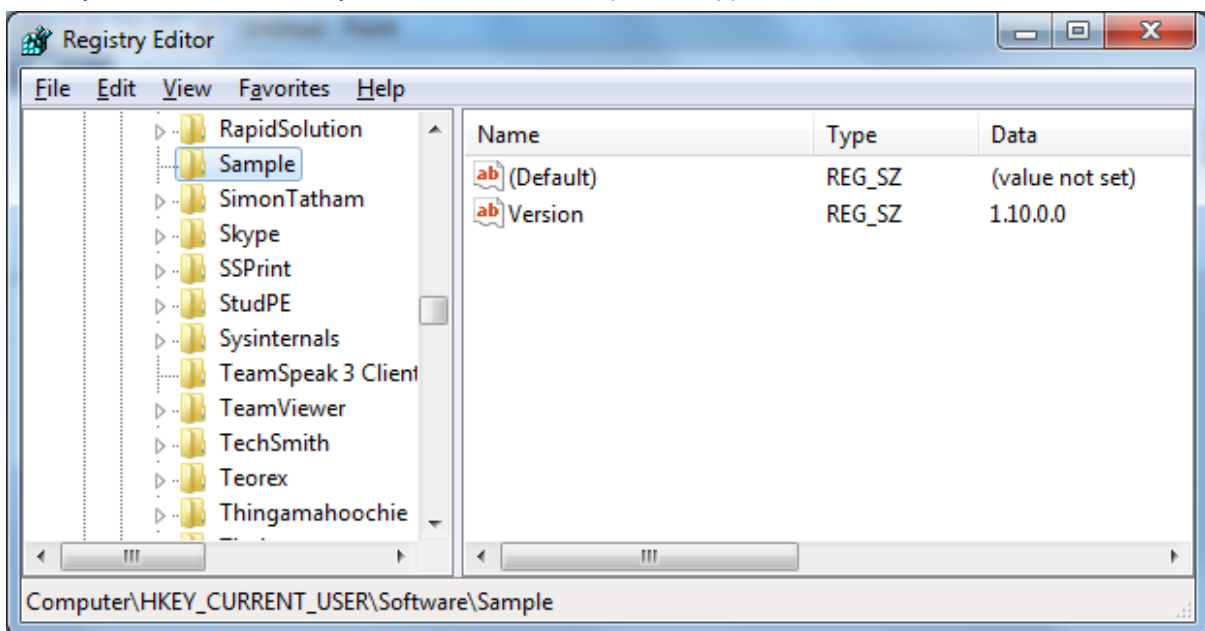 Registry Editor
File Edit View Favorites Help
RapidSolution
Sample
SimonTatham
Skype
SSPrint
StudPE
Sysinternals
TeamSpeak 3 Client
TeamViewer
TechSmith
Teorex
Thingamahoochie
Name Type Data
ab (Default) REG_SZ (value not set)
ab Version REG_SZ 1.10.0.0
Computer\HKEY_CURRENT_USER\Software\Sample